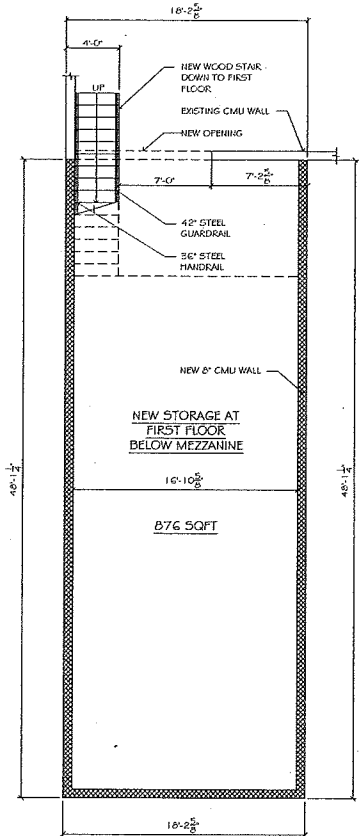 18'-2 5/8"
4'-0"
UP
NEW WOOD STAIR
DOWN TO FIRST
FLOOR
EXISTING CMU WALL
NEW OPENING
7'-0"
7'-2 5/8"
42" STEEL
GUARDRAIL
36" STEEL
HANDRAIL
NEW 8" CMU WALL
NEW STORAGE AT
FIRST FLOOR
BELOW MEZZANINE
16'-10 5/8"
876 SQFT
48'-1 1/4"
48'-1 1/4"
18'-2 5/8"